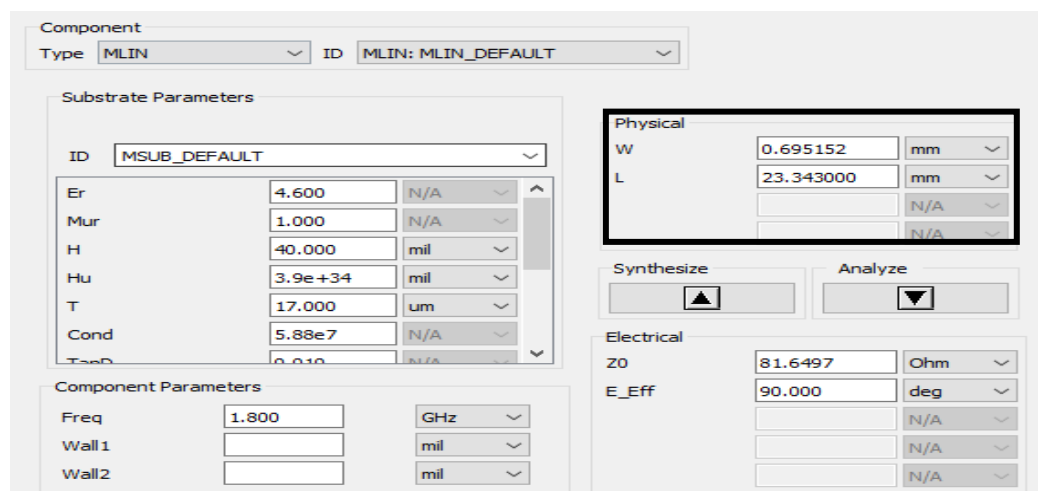 Component
Type MLIN ID MLIN: MLIN_DEFAULT
Substrate Parameters
ID MSUB_DEFAULT
Er 4.600 N/A
Mur 1.000 N/A
H 40.000 mil
Hu 3.9e+34 mil
T 17.000 um
Cond 5.88e7 N/A
Component Parameters
Freq 1.800 GHz
Wall1 mil
Wall2 mil
Physical
W 0.695152 mm
L 23.343000 mm
N/A
N/A
Synthesize Analyze
Electrical
Z0 81.6497 Ohm
E_Eff 90.000 deg
N/A
N/A
N/A